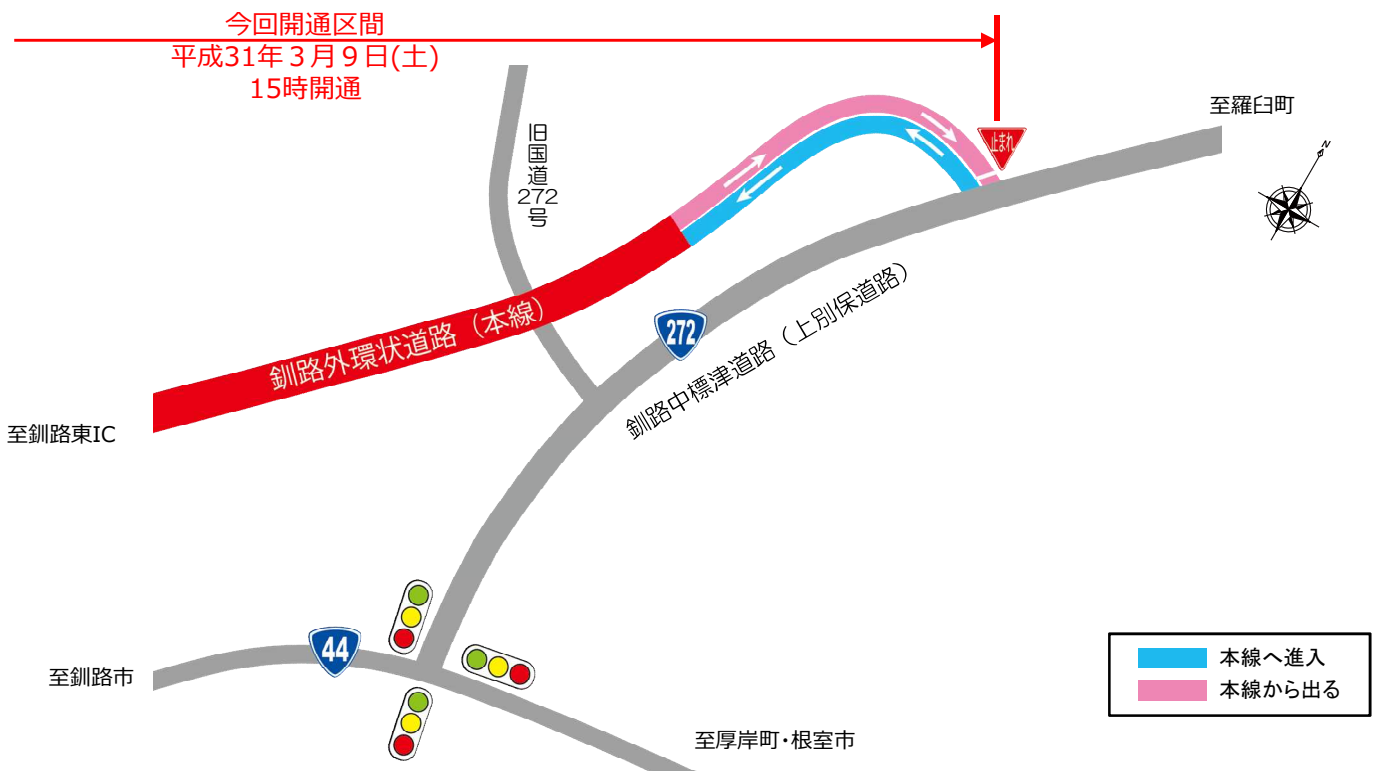 今回開通区間
平成31年３月９日(土)
15時開通
至羅臼町
旧国道272号
止まれ
N
釧路外環状道路（本線）
272
釧路中標津道路（上別保道路）
至釧路東IC
44
至釧路市
至厚岸町・根室市
本線へ進入
本線から出る